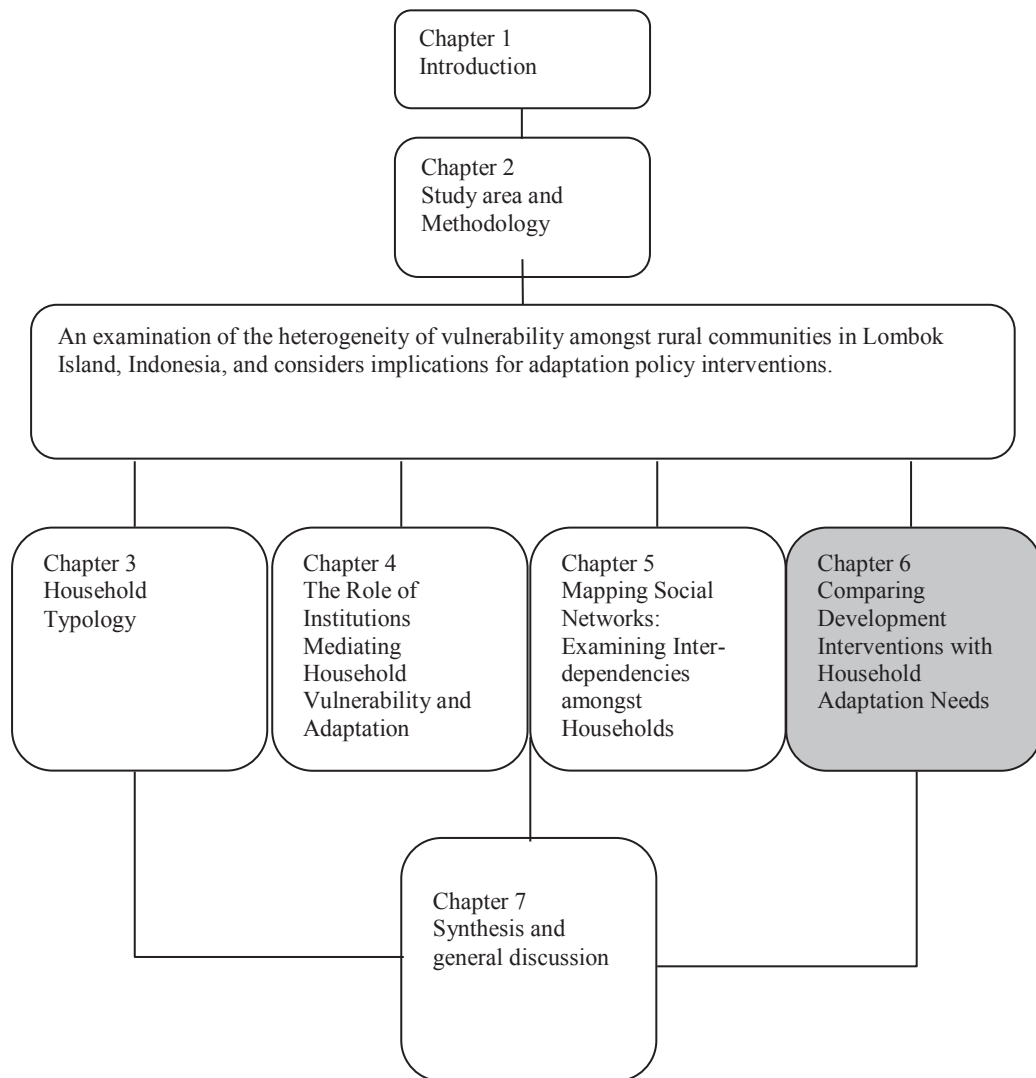 Chapter 1
Introduction
Chapter 2
Study area and
Methodology
An examination of the heterogeneity of vulnerability amongst rural communities in Lombok
Island, Indonesia, and considers implications for adaptation policy interventions.
Chapter 3
Household
Typology
Chapter 4
The Role of
Institutions
Mediating
Household
Vulnerability and
Adaptation
Chapter 5
Mapping Social
Networks:
Examining Inter-
dependencies
amongst
Households
Chapter 6
Comparing
Development
Interventions with
Household
Adaptation Needs
Chapter 7
Synthesis and
general discussion